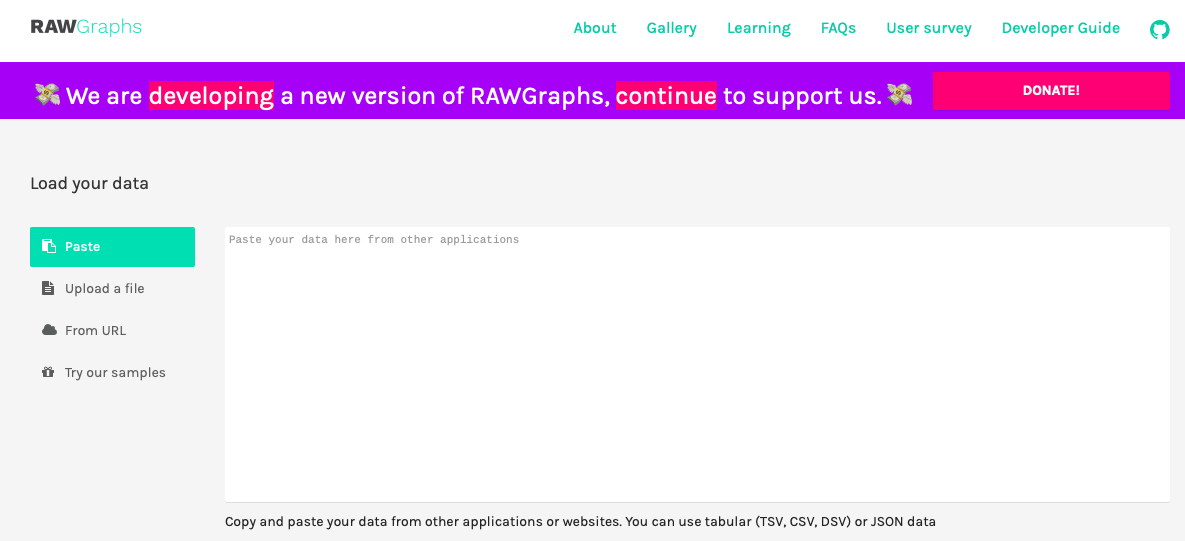 RAWGraphs
About Gallery Learning FAQs User survey Developer Guide
We are developing a new version of RAWGraphs, continue to support us.
DONATE!
Load your data
Paste
Upload a file
From URL
Try our samples
Paste your data here from other applications
Copy and paste your data from other applications or websites. You can use tabular (TSV, CSV, DSV) or JSON data